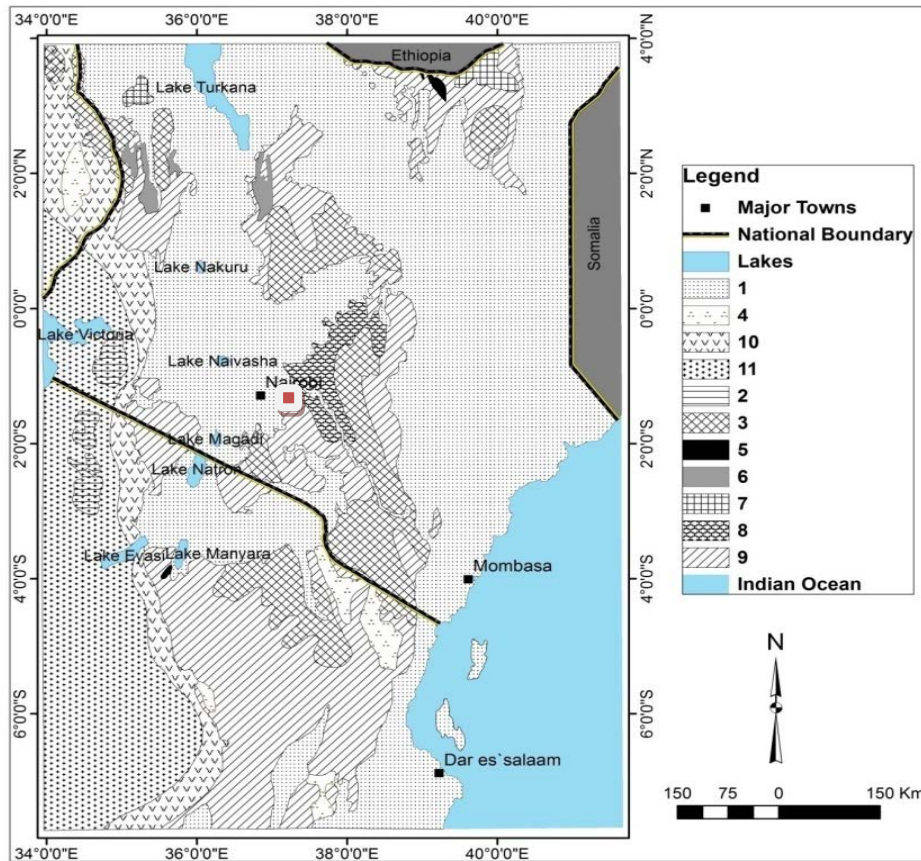 34°0'0"E 36°0'0"E 38°0'0"E 40°0'0"E
4°0'0"N
2°0'0"N
0°0'0"
2°0'0"S
4°0'0"S
6°0'0"S
Ethiopia
Lake Turkana
Somalia
Lake Nakuru
Lake Victoria
Lake Naivasha
Nairobi
Lake Magadi
Lake Natron
Lake Eyasi
Lake Manyara
Mombasa
Dar es`salaam
2°0'0"N
0°0'0"
2°0'0"S
4°0'0"S
6°0'0"S
34°0'0"E 36°0'0"E 38°0'0"E 40°0'0"E
Legend
Major Towns
National Boundary
Lakes
1
4
10
11
2
3
5
6
7
8
9
Indian Ocean
N
150 75 0 150 Km